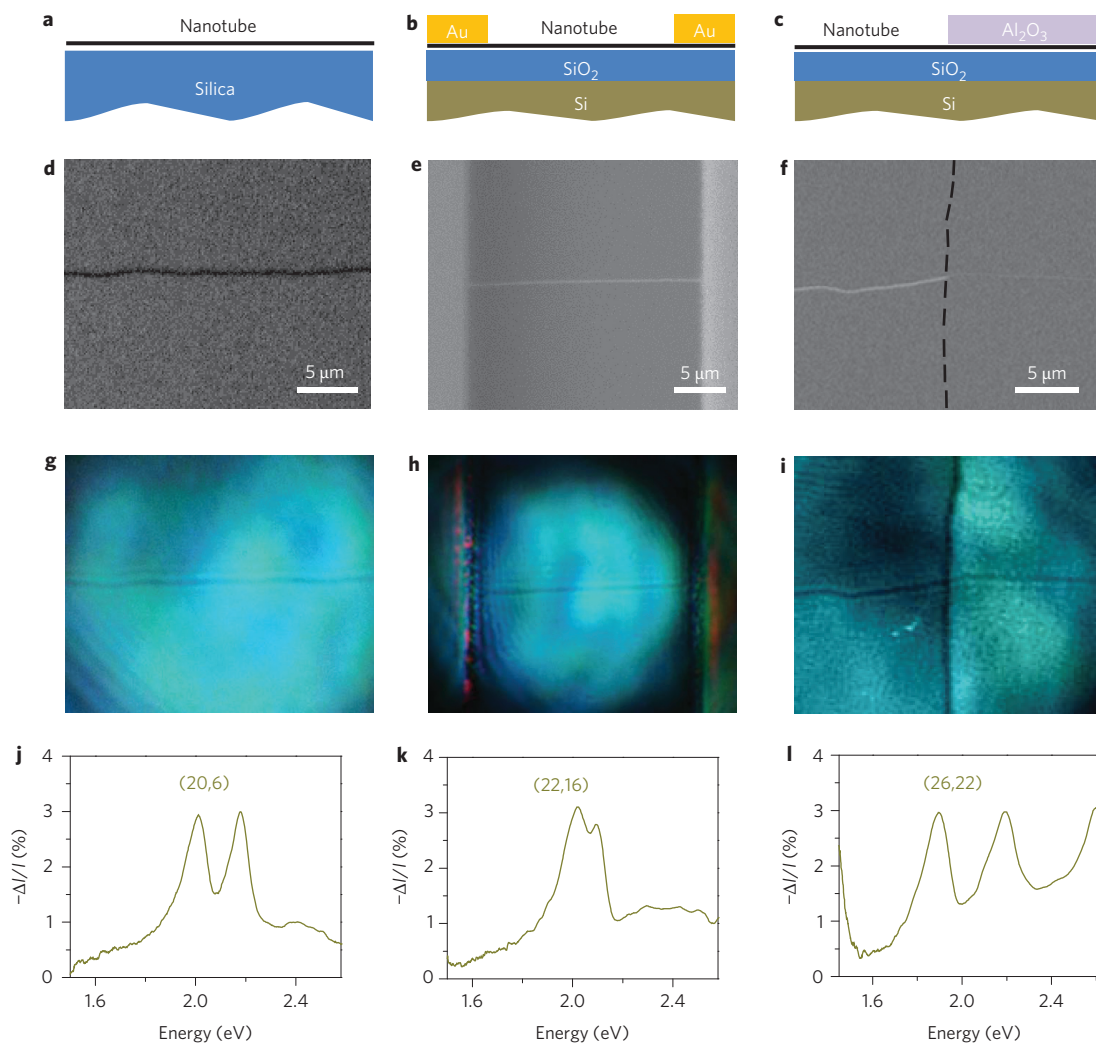 a
Nanotube
Silica
b
Au
Nanotube
Au
SiO₂
Si
c
Nanotube
Al₂O₃
SiO₂
Si
d
5 µm
e
5 µm
f
5 µm
g
h
i
j
(20,6)
−ΔI/I (%)
4
3
2
1
0
1.6 2.0 2.4
Energy (eV)
k
(22,16)
−ΔI/I (%)
4
3
2
1
0
1.6 2.0 2.4
Energy (eV)
l
(26,22)
−ΔI/I (%)
4
3
2
1
0
1.6 2.0 2.4
Energy (eV)